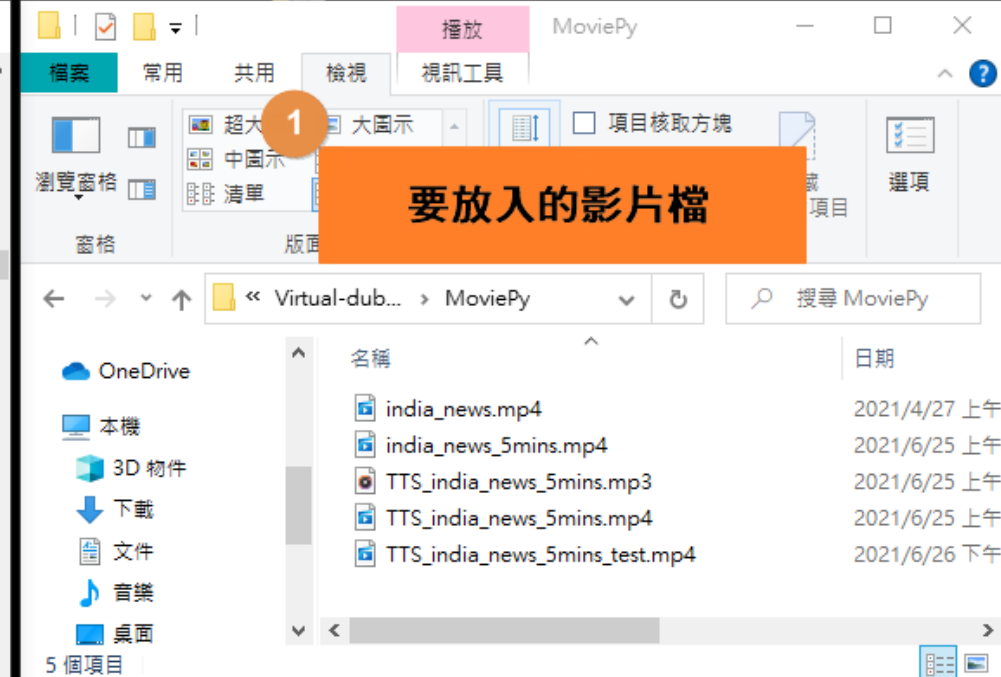 播放 MoviePy
檔案 常用 共用 檢視 視訊工具
1
超大 大圖示 項目核取方塊
中圖示
瀏覽窗格 清單 選項
要放入的影片檔
項目
窗格 版面
« Virtual-dub... › MoviePy 搜尋 MoviePy
名稱 日期
OneDrive
本機
3D 物件
下載
文件
音樂
桌面
india_news.mp4 2021/4/27 上午
india_news_5mins.mp4 2021/6/25 上午
TTS_india_news_5mins.mp3 2021/6/25 上午
TTS_india_news_5mins.mp4 2021/6/25 上午
TTS_india_news_5mins_test.mp4 2021/6/26 下午
5 個項目